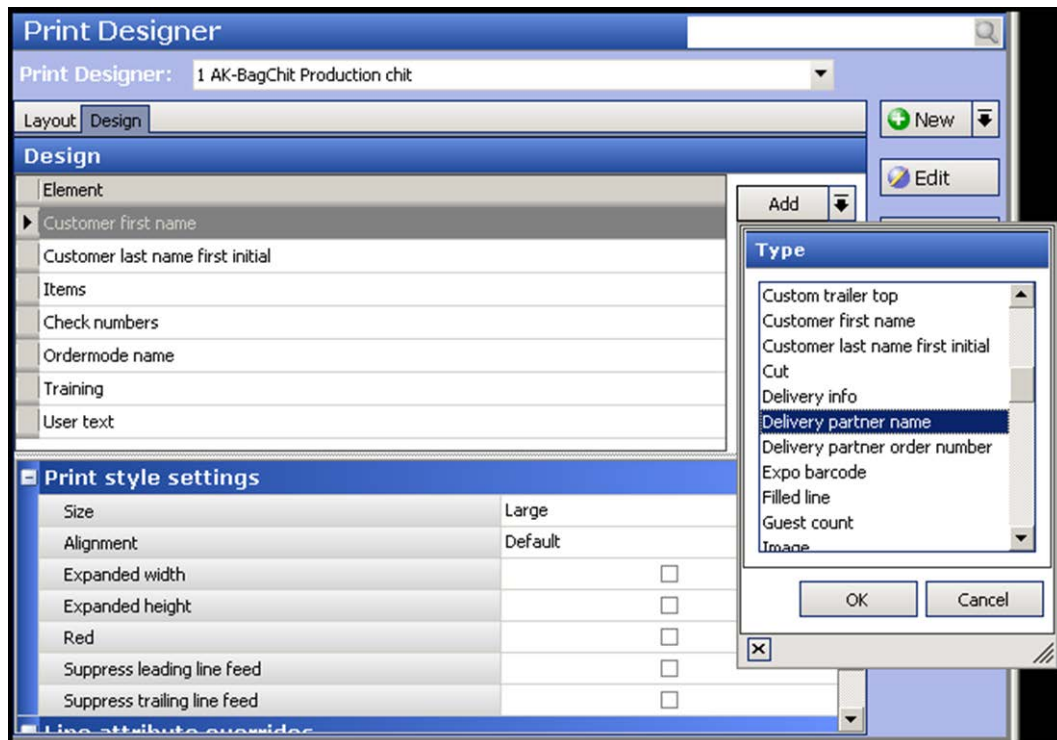 Print Designer
Print Designer: 1 AK-BagChit Production chit
Layout Design
New
Design
Edit
Element
Add
Customer first name
Customer last name first initial
Items
Check numbers
Ordermode name
Training
User text
Type
Custom trailer top
Customer first name
Customer last name first initial
Cut
Delivery info
Delivery partner name
Delivery partner order number
Expo barcode
Filled line
Guest count
Image
OK Cancel
Print style settings
Size Large
Alignment Default
Expanded width
Expanded height
Red
Suppress leading line feed
Suppress trailing line feed
Line attribute overrides